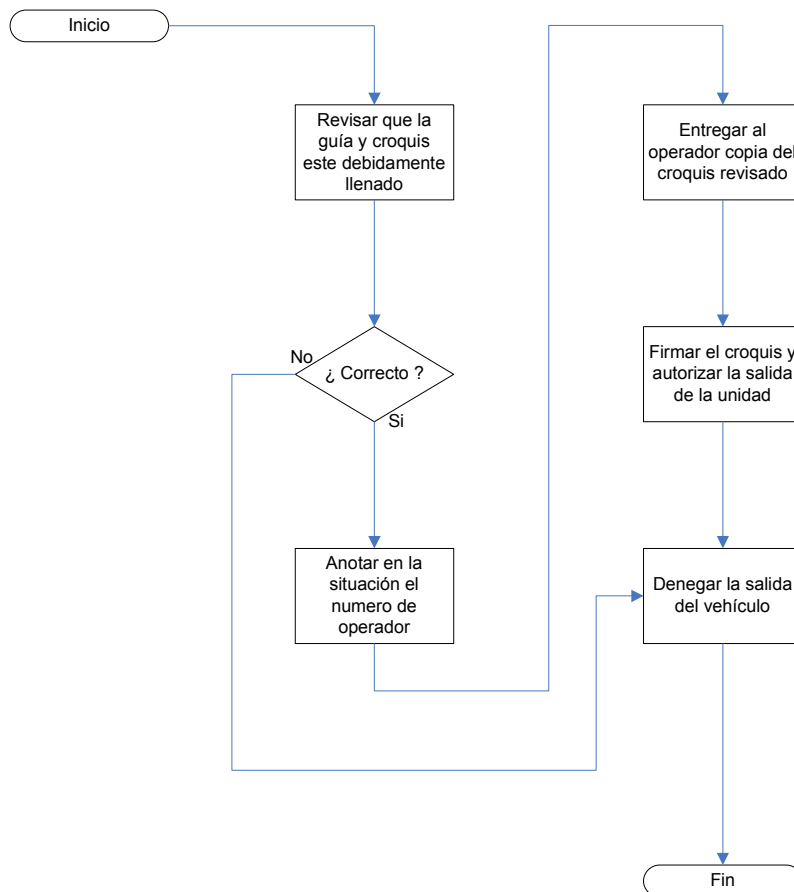 Inicio
Revisar que la
guía y croquis
este debidamente
llenado
¿ Correcto ?
No
Si
Anotar en la
situación el
numero de
operador
Entregar al
operador copia del
croquis revisado
Firmar el croquis y
autorizar la salida
de la unidad
Denegar la salida
del vehículo
Fin